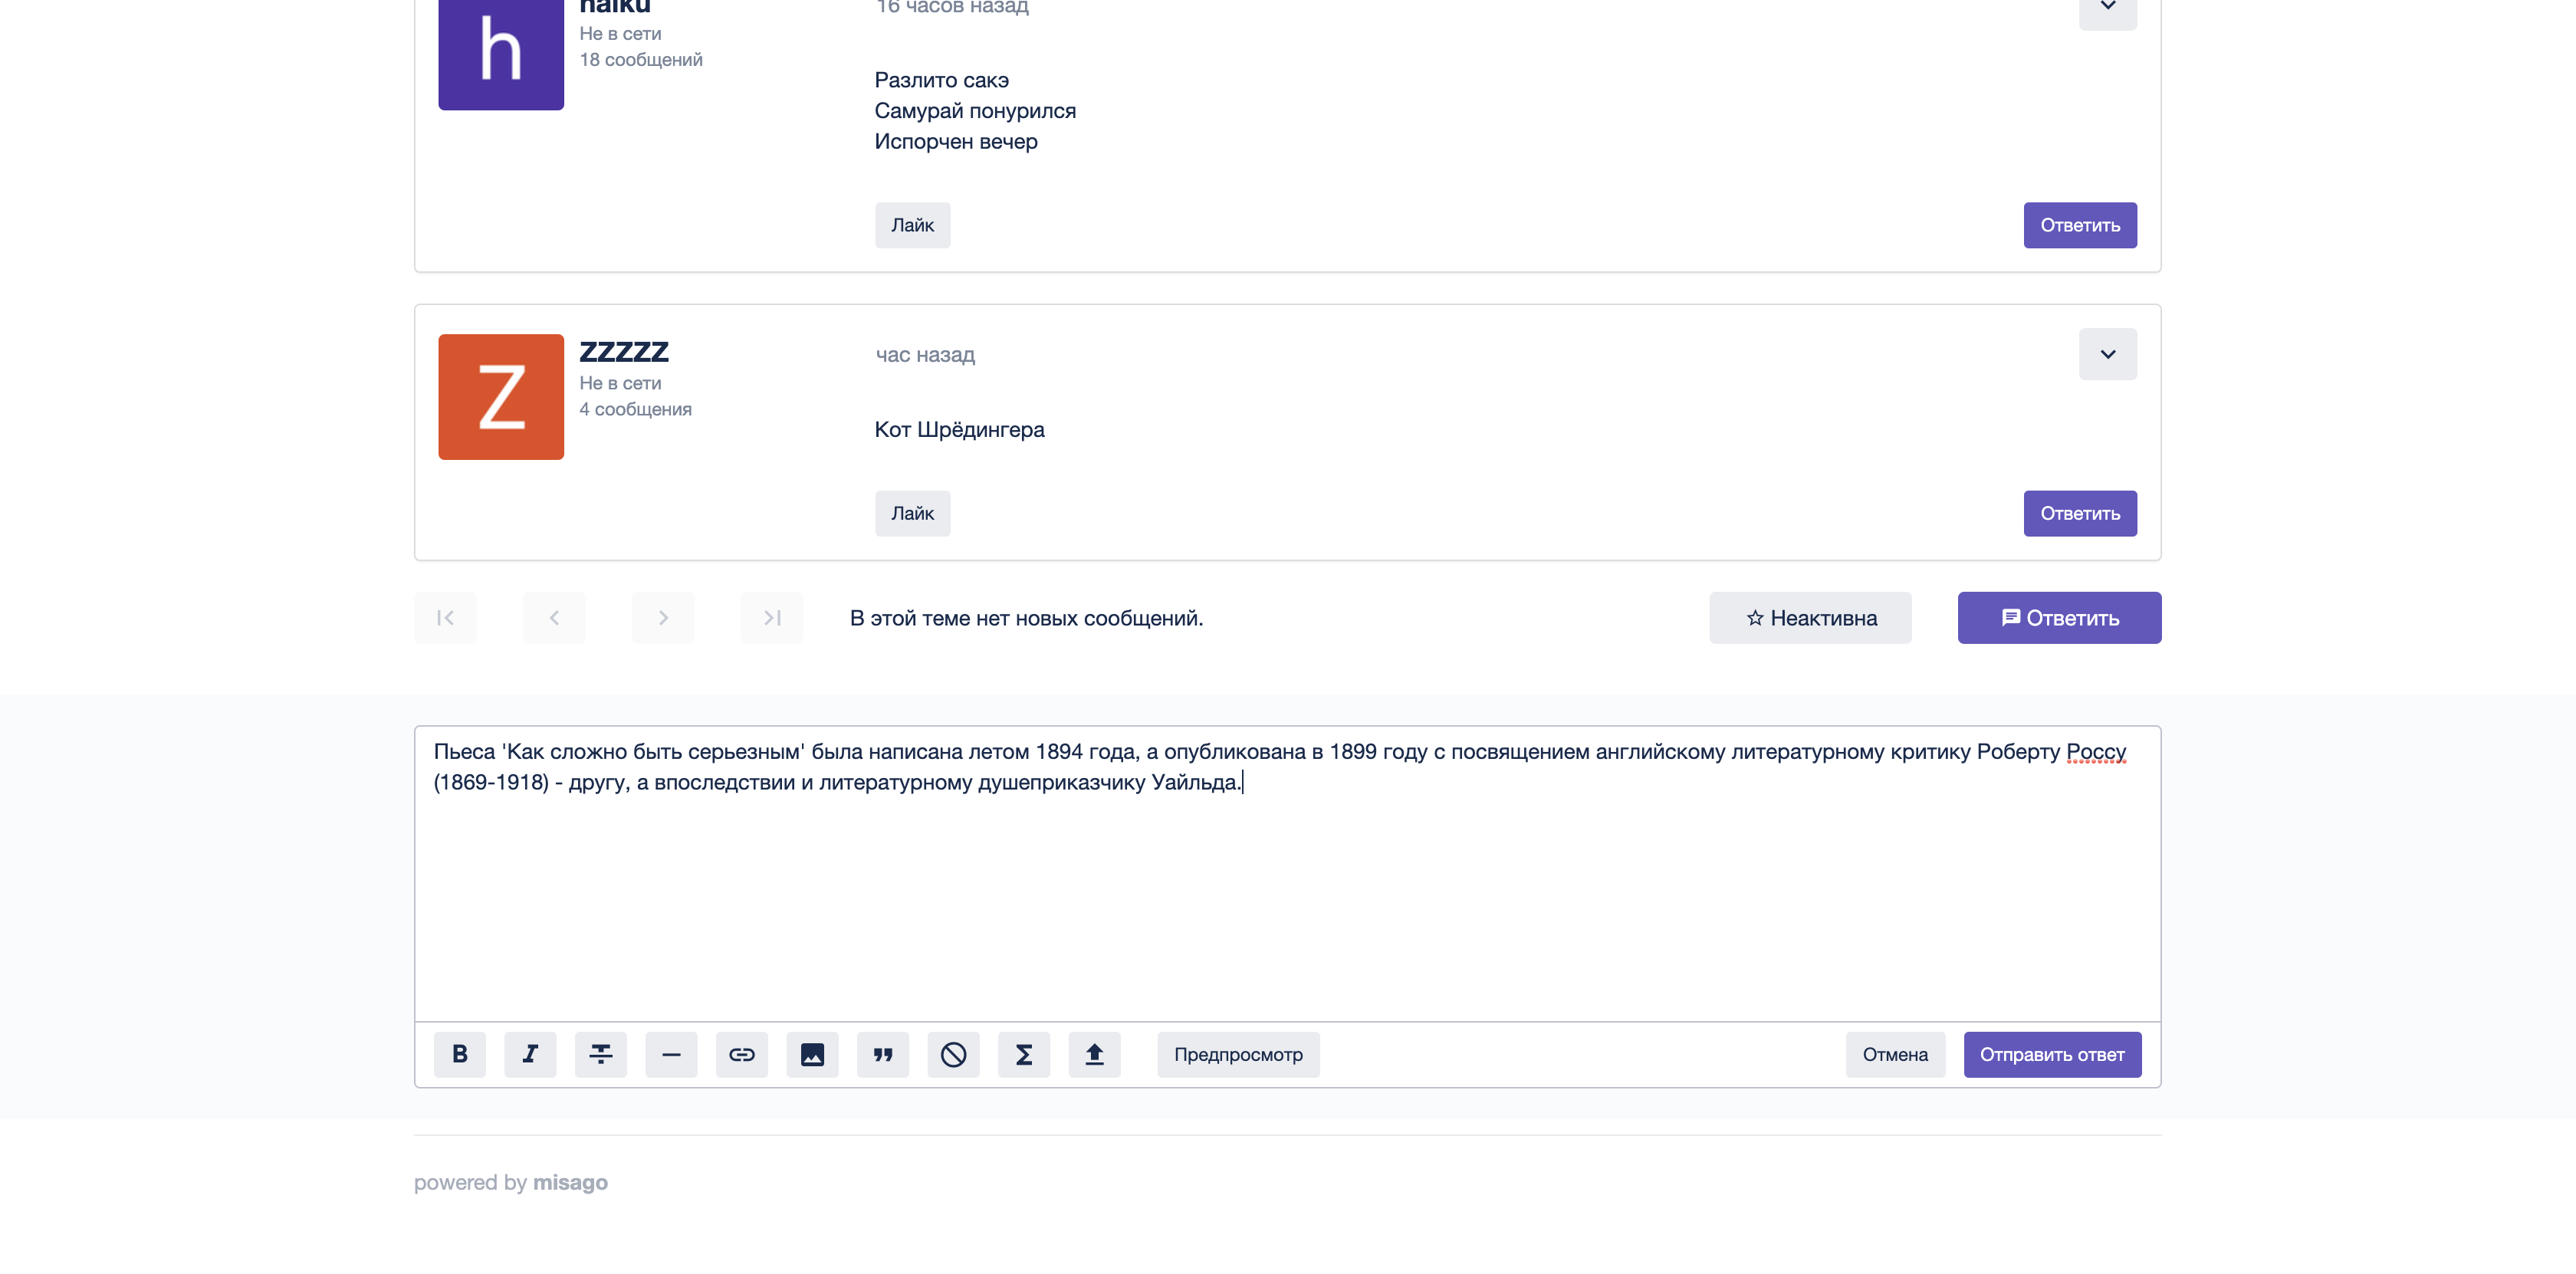 haiku
16 часов назад
h
Не в сети
18 сообщений
Разлито сакэ
Самурай понурился
Испорчен вечер
Лайк
Ответить
zzzzz
час назад
Z
Не в сети
4 сообщения
Кот Шрёдингера
Лайк
Ответить
В этой теме нет новых сообщений.
Неактивна
Ответить
Пьеса 'Как сложно быть серьезным' была написана летом 1894 года, а опубликована в 1899 году с посвящением английскому литературному критику Роберту Россу
(1869-1918) - другу, а впоследствии и литературному душеприказчику Уайльда.
B I
Предпросмотр
Отмена
Отправить ответ
powered by misago